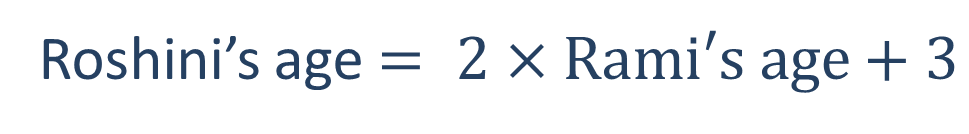 Roshini’s age = 2 × Rami′s age + 3